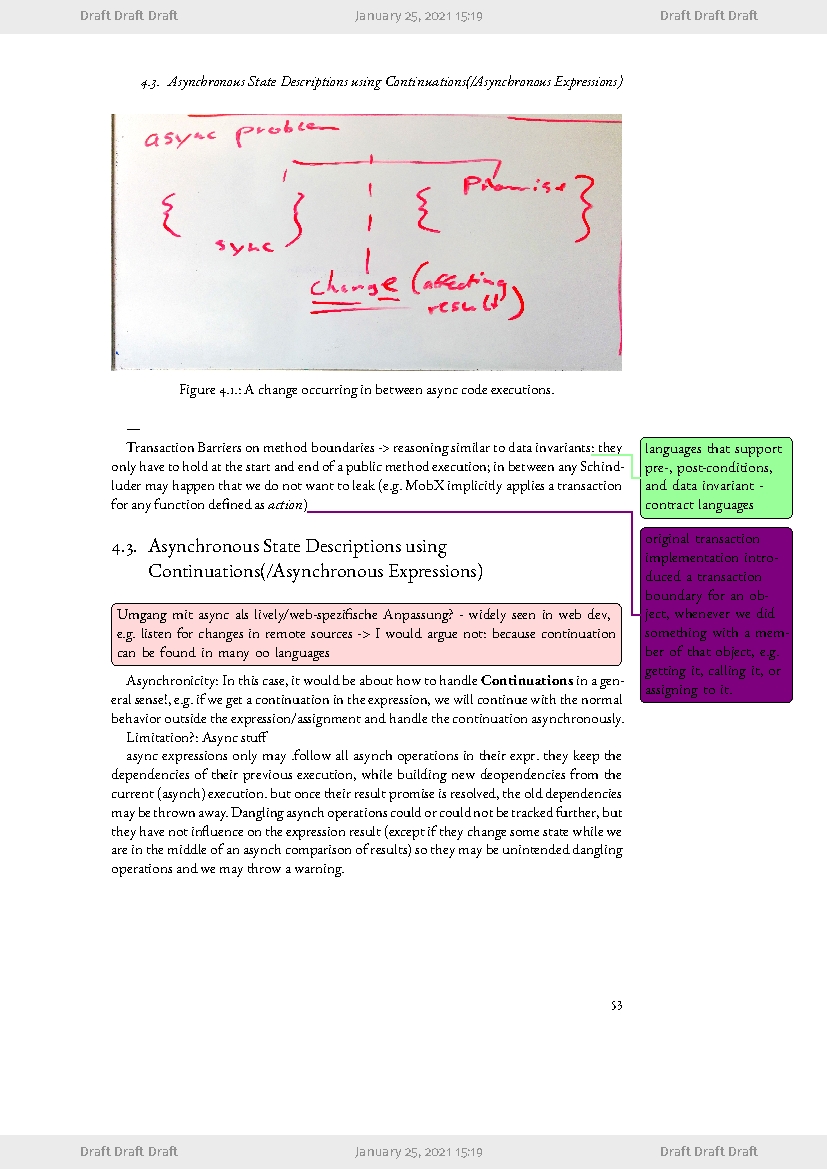 Draft Draft Draft January 25, 2021 15:19 Draft Draft Draft
4.3. Asynchronous State Descriptions using Continuations(/Asynchronous Expressions)
async problem
{ sync } { Promise }
change (affecting
result)
Figure 4.1.: A change occurring in between async code executions.
—
Transaction Barriers on method boundaries -> reasoning similar to data invariants: they
only have to hold at the start and end of a public method execution; in between any Schind-
luder may happen that we do not want to leak (e.g. MobX implicitly applies a transaction
for any function defined as action)
languages that support
pre-, post-conditions,
and data invariant -
contract languages
original transaction
implementation intro-
duced a transaction
boundary for an ob-
ject, whenever we did
something with a mem-
ber of that object, e.g.
getting it, calling it, or
assigning to it.
4.3. Asynchronous State Descriptions using
Continuations(/Asynchronous Expressions)
Umgang mit async als lively/web-spezifische Anpassung? - widely seen in web dev,
e.g. listen for changes in remote sources -> I would argue not: because continuation
can be found in many oo languages
Asynchronicity: In this case, it would be about how to handle Continuations in a gen-
eral sense!, e.g. if we get a continuation in the expression, we will continue with the normal
behavior outside the expression/assignment and handle the continuation asynchronously.
Limitation?: Async stuff
async expressions only may .follow all asynch operations in their expr. they keep the
dependencies of their previous execution, while building new deopendencies from the
current (asynch) execution. but once their result promise is resolved, the old dependencies
may be thrown away. Dangling asynch operations could or could not be tracked further, but
they have not influence on the expression result (except if they change some state while we
are in the middle of an asynch comparison of results) so they may be unintended dangling
operations and we may throw a warning.
53
Draft Draft Draft January 25, 2021 15:19 Draft Draft Draft